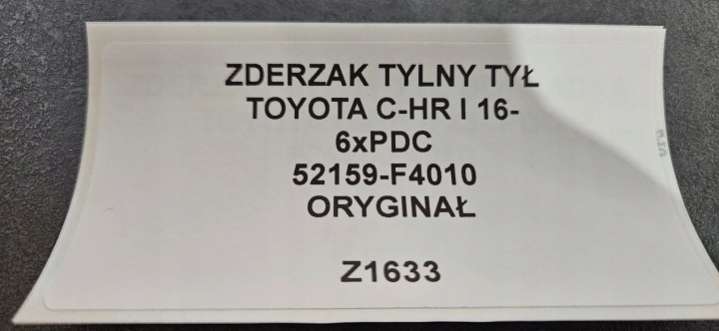 ZDERZAK TYLNY TYŁ
TOYOTA C-HR I 16-
6xPDC
52159-F4010
ORYGINAŁ
Z1633